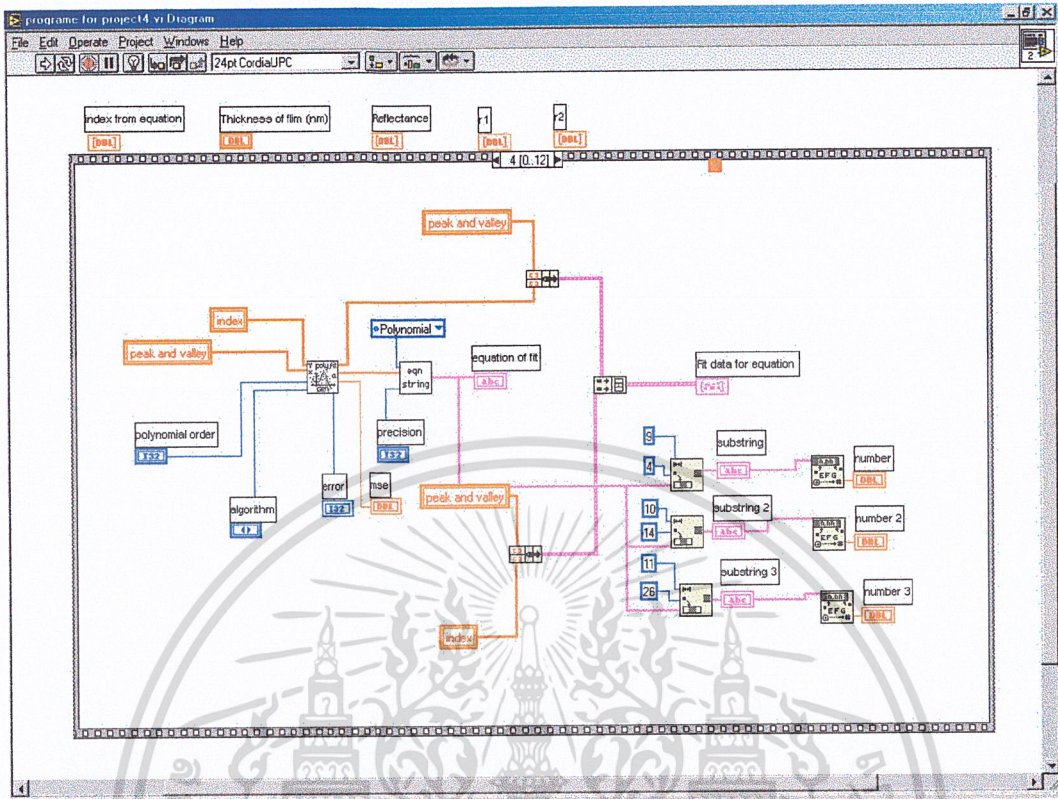 programe for project4.vi Diagram
File Edit Operate Project Windows Help
24pt CordiaUPC
2
index from equation
Thickness of flim (nm)
Reflectance
r1
r2
[DBL]
DBL
[DBL]
[DBL]
[DBL]
4 [0..12]
peak and valley
index
Polynomial
peak and valley
equation of fit
eqn
string
abc
Fit data for equation
polynomial order
I32
precision
I32
9
substring
4
abc
number
EFG
DBL
error
mse
peak and valley
I32
DBL
algorithm
10
substring 2
14
abc
number 2
EFG
DBL
11
substring 3
26
abc
number 3
EFG
DBL
index